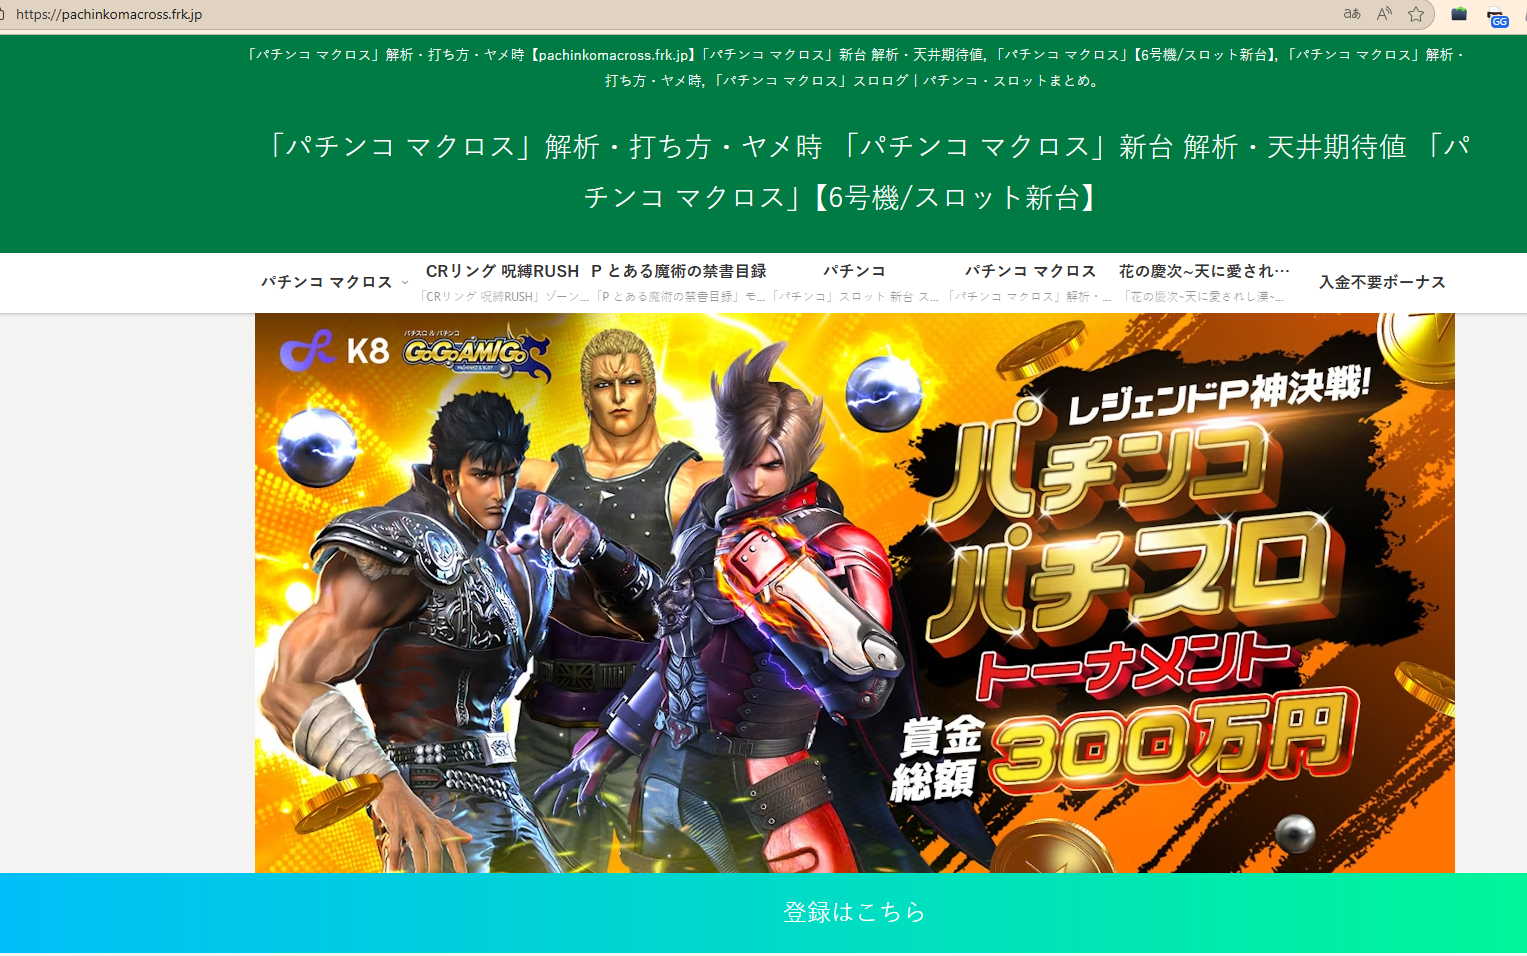 https://pachinkomacross.frk.jp
aあ
A
GG
「パチンコ マクロス」解析・打ち方・ヤメ時【pachinkomacross.frk.jp】「パチンコ マクロス」新台 解析・天井期待値, 「パチンコ マクロス」【6号機/スロット新台】, 「パチンコ マクロス」解析・
打ち方・ヤメ時, 「パチンコ マクロス」スロログ | パチンコ・スロットまとめ。
「パチンコ マクロス」解析・打ち方・ヤメ時 「パチンコ マクロス」新台 解析・天井期待値 「パ
チンコ マクロス」【6号機/スロット新台】
パチンコ マクロス
CRリング 呪縛RUSH
「CRリング 呪縛RUSH」ゾーン...
P とある魔術の禁書目録
「P とある魔術の禁書目録」モ...
パチンコ
「パチンコ」スロット 新台 ス...
パチンコ マクロス
「パチンコ マクロス」解析・...
花の慶次~天に愛され…
「花の慶次~天に愛されし漢~...
入金不要ボーナス
K8
パチスロ & パチンコ
GOGOAMIGO
PACHINKO & SLOT
レジェンドP神決戦!
パチンコ
パチスロ
トーナメント
賞金
総額
300万円
登録はこちら